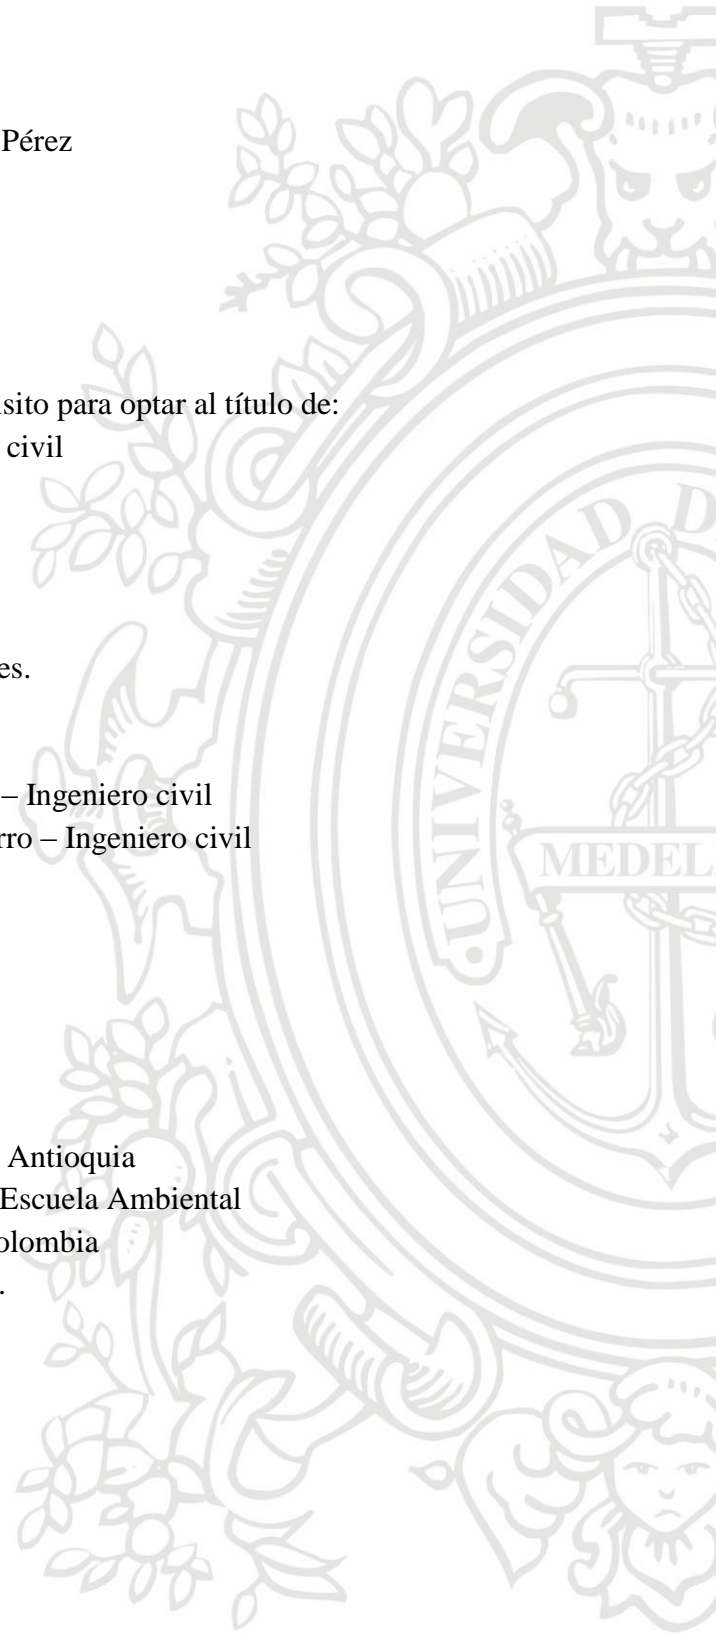 Pérez
sito para optar al título de:
civil
es.
– Ingeniero civil
rro – Ingeniero civil
UNIVERSIDAD D
MEDEL
Antioquia
Escuela Ambiental
olombia
.